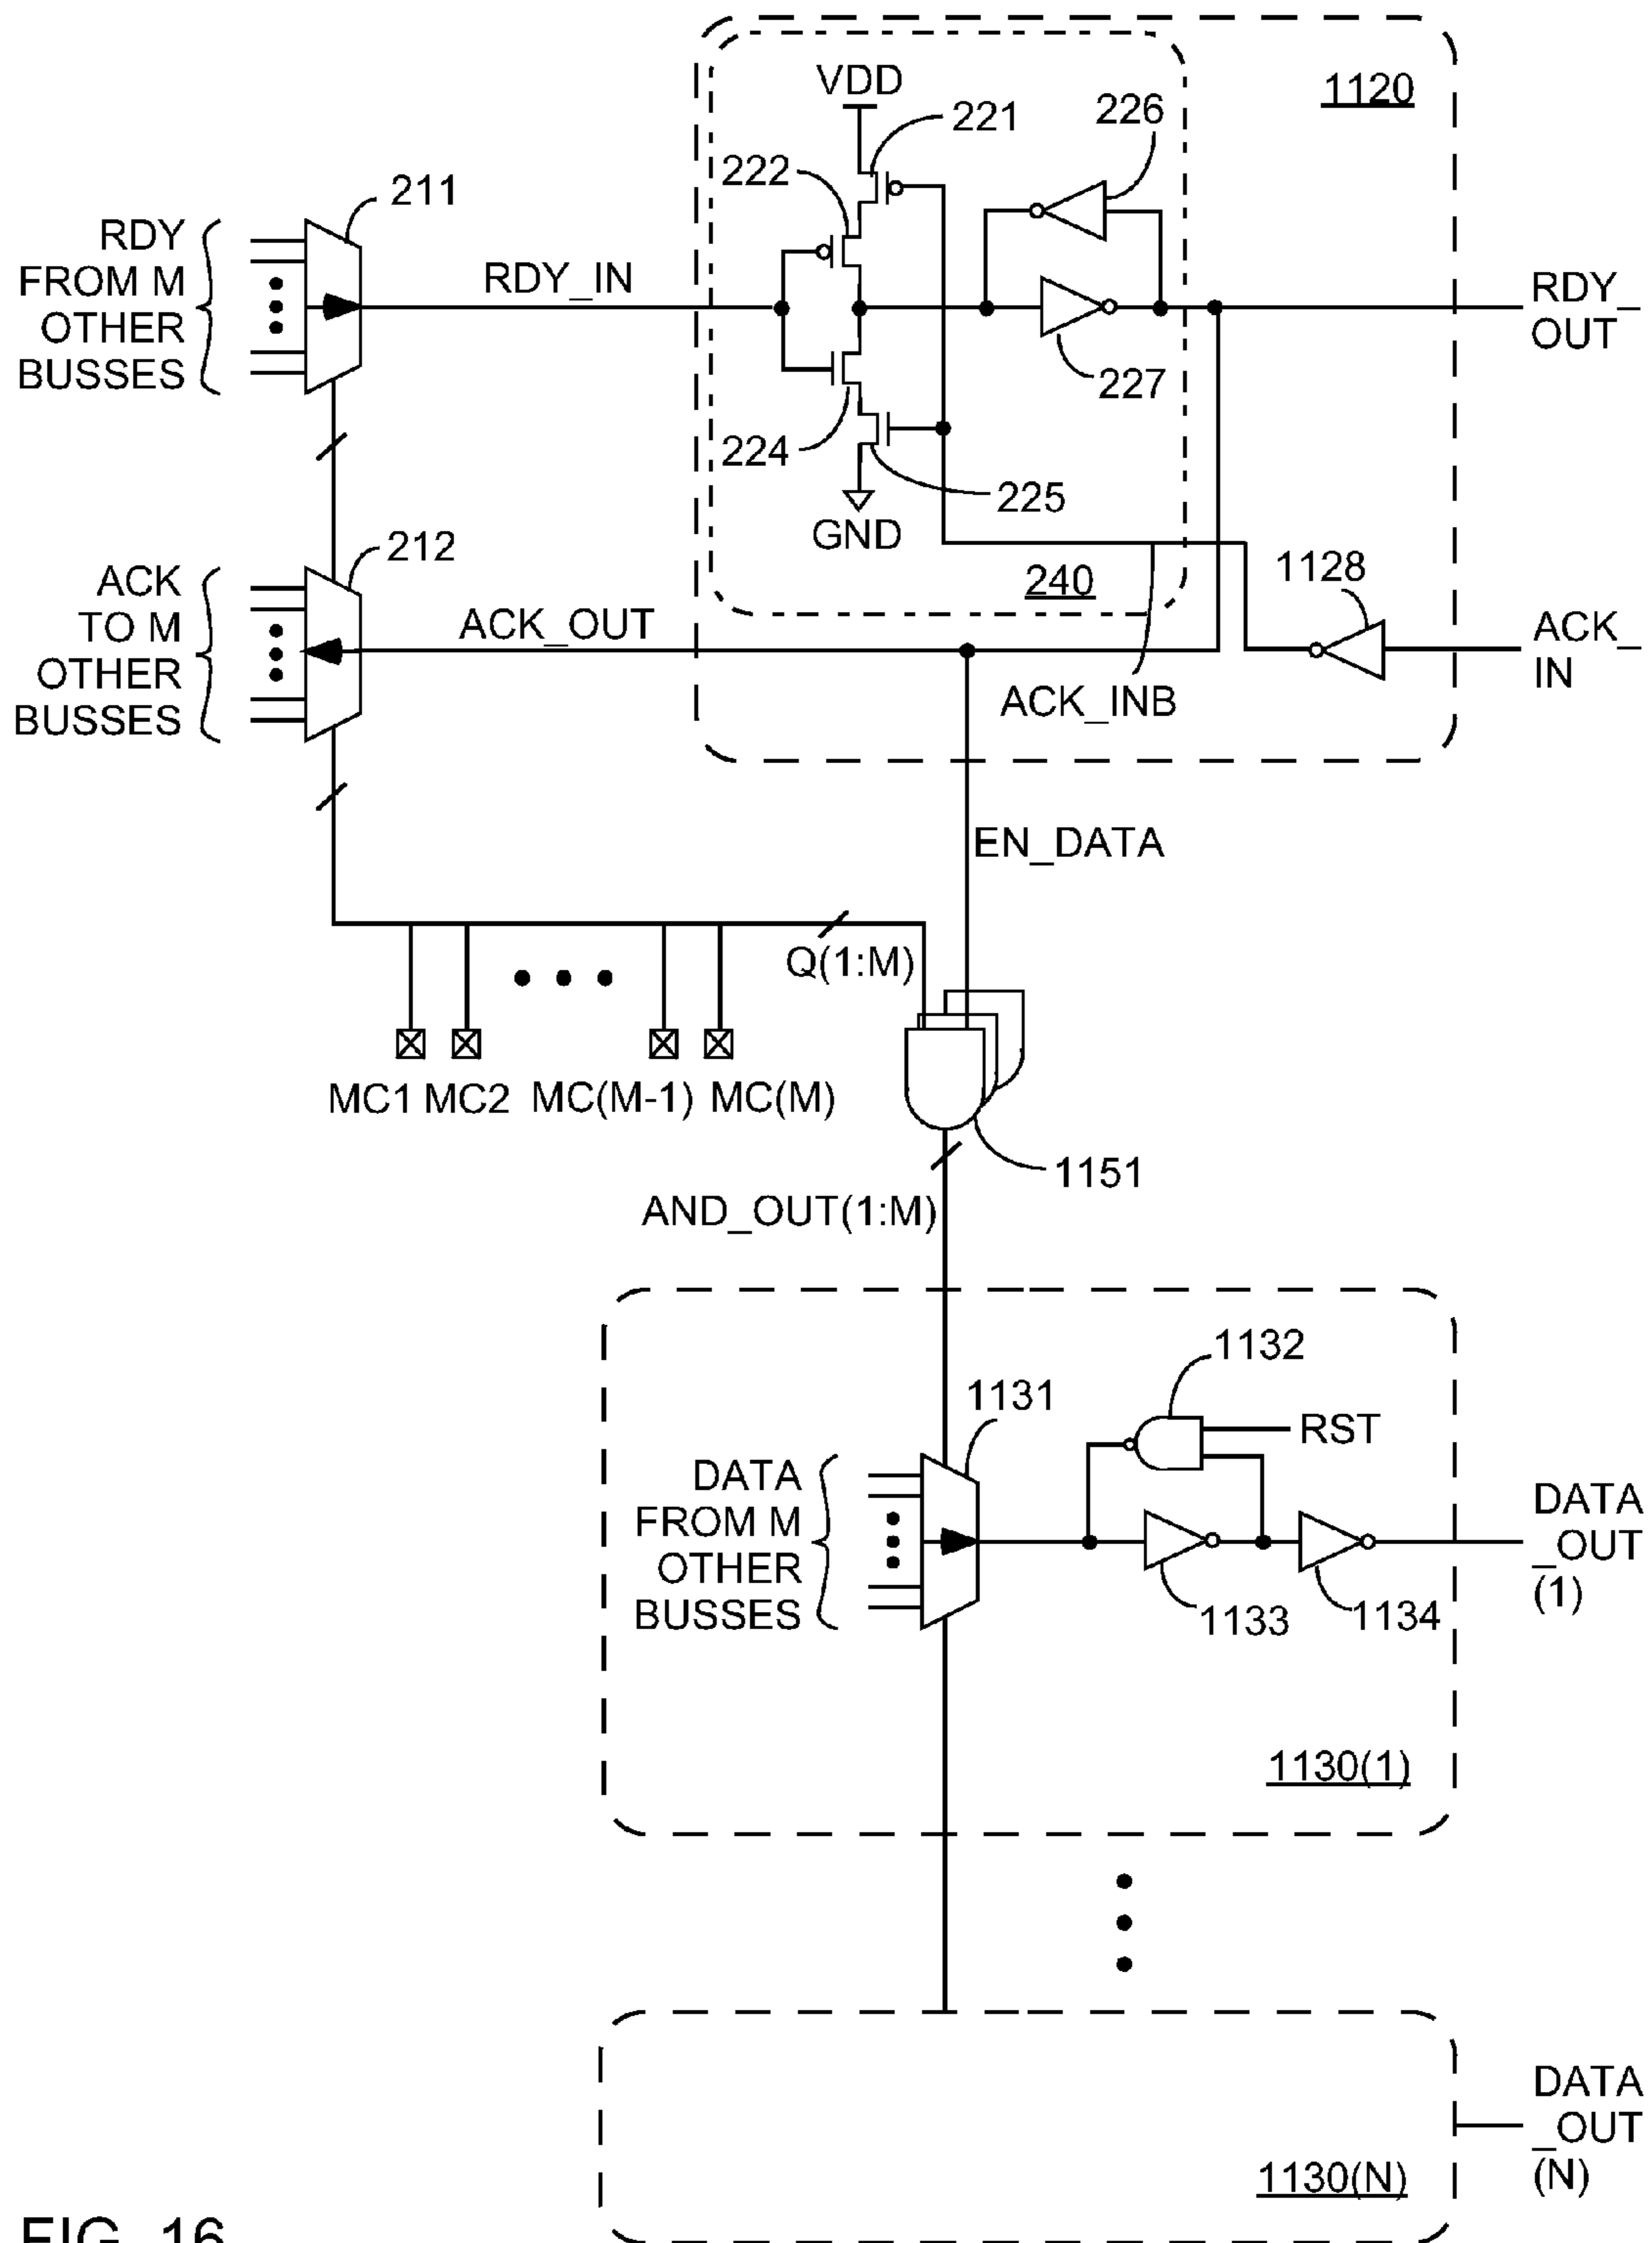 1120
VDD
221
226
222
211
RDY
FROM M
OTHER
BUSSES
RDY_IN
RDY_
OUT
227
224
225
GND
212
240
1128
ACK
TO M
OTHER
BUSSES
ACK_OUT
ACK_
IN
ACK_INB
EN_DATA
Q(1:M)
MC1 MC2 MC(M-1) MC(M)
1151
AND_OUT(1:M)
1132
1131
RST
DATA
FROM M
OTHER
BUSSES
DATA
_OUT
(1)
1133
1134
1130(1)
DATA
_OUT
(N)
1130(N)
FIG. 16